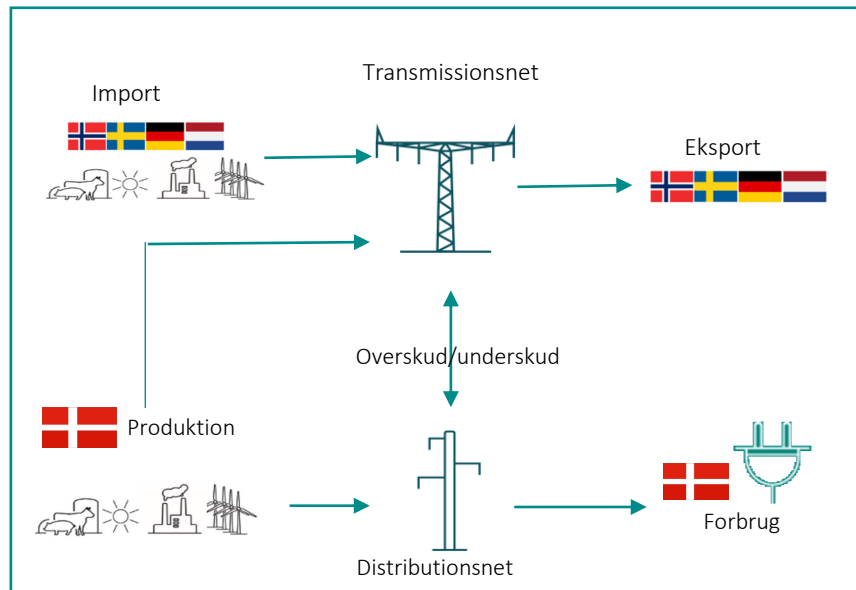 Transmissionsnet
Import
Eksport
Overskud/underskud
Produktion
Forbrug
Distributionsnet